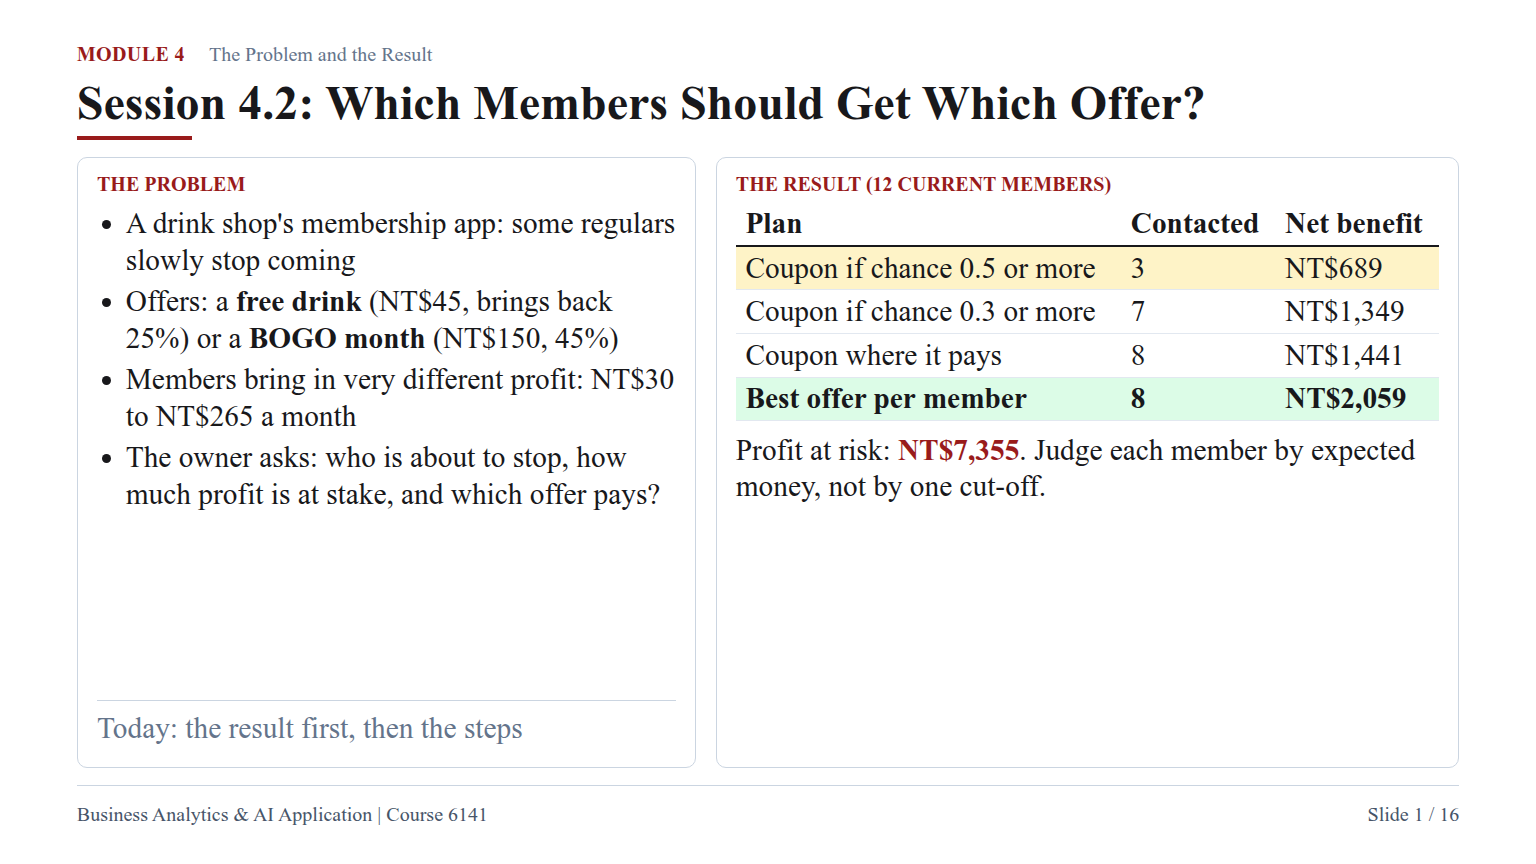 MODULE 4 The Problem and the Result
Session 4.2: Which Members Should Get Which Offer?
THE PROBLEM
• A drink shop's membership app: some regulars
slowly stop coming
• Offers: a free drink (NT$45, brings back
25%) or a BOGO month (NT$150, 45%)
• Members bring in very different profit: NT$30
to NT$265 a month
• The owner asks: who is about to stop, how
much profit is at stake, and which offer pays?
Today: the result first, then the steps
THE RESULT (12 CURRENT MEMBERS)
Plan Contacted Net benefit
Coupon if chance 0.5 or more 3 NT$689
Coupon if chance 0.3 or more 7 NT$1,349
Coupon where it pays 8 NT$1,441
Best offer per member 8 NT$2,059
Profit at risk: NT$7,355. Judge each member by expected
money, not by one cut-off.
Business Analytics & AI Application | Course 6141
Slide 1 / 16